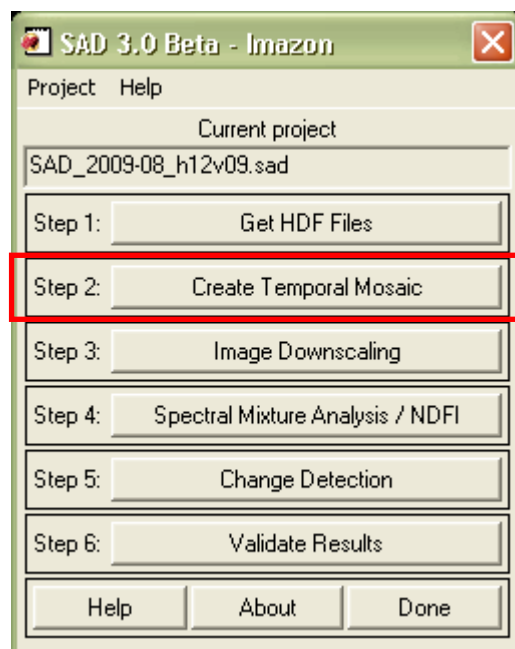 SAD 3.0 Beta - Imazon
Project Help
Current project
SAD_2009-08_h12v09.sad
Step 1: Get HDF Files
Step 2: Create Temporal Mosaic
Step 3: Image Downscaling
Step 4: Spectral Mixture Analysis / NDFI
Step 5: Change Detection
Step 6: Validate Results
Help About Done